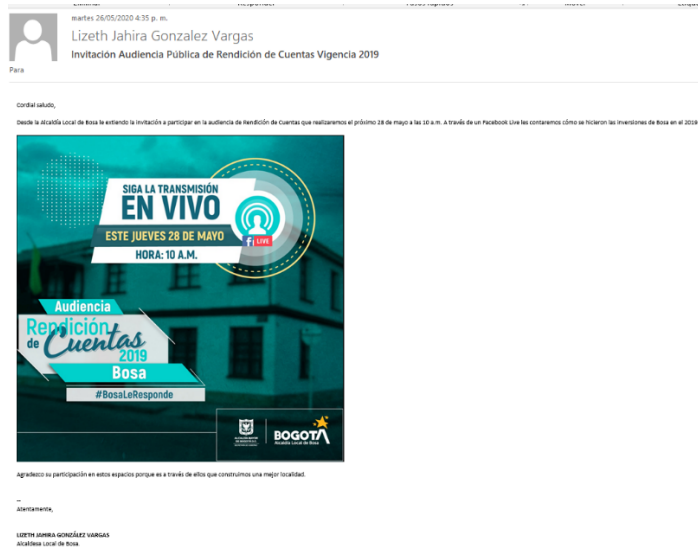 martes 26/05/2020 4:35 p. m.
Lizeth Jahira Gonzalez Vargas
Invitación Audiencia Pública de Rendición de Cuentas Vigencia 2019
Para
Cordial saludo,
Desde la Alcaldía Local de Bosa le extiendo la invitación a participar en la audiencia de Rendición de Cuentas que realizaremos el próximo 28 de mayo a las 10 a.m. A través de un Facebook Live les contaremos cómo se hicieron las inversiones de Bosa en el 2019
SIGA LA TRANSMISIÓN
EN VIVO
ESTE JUEVES 28 DE MAYO
f LIVE
HORA: 10 A.M.
Audiencia
Rendición
de Cuentas
2019
Bosa
#BosaLeResponde
BOGOTÁ
Alcaldía Local de Bosa
Agradezco su participación en estos espacios porque es a través de ellos que construimos una mejor localidad.
--
Atentamente,
LIZETH JAHIRA GONZÁLEZ VARGAS
Alcaldesa Local de Bosa.